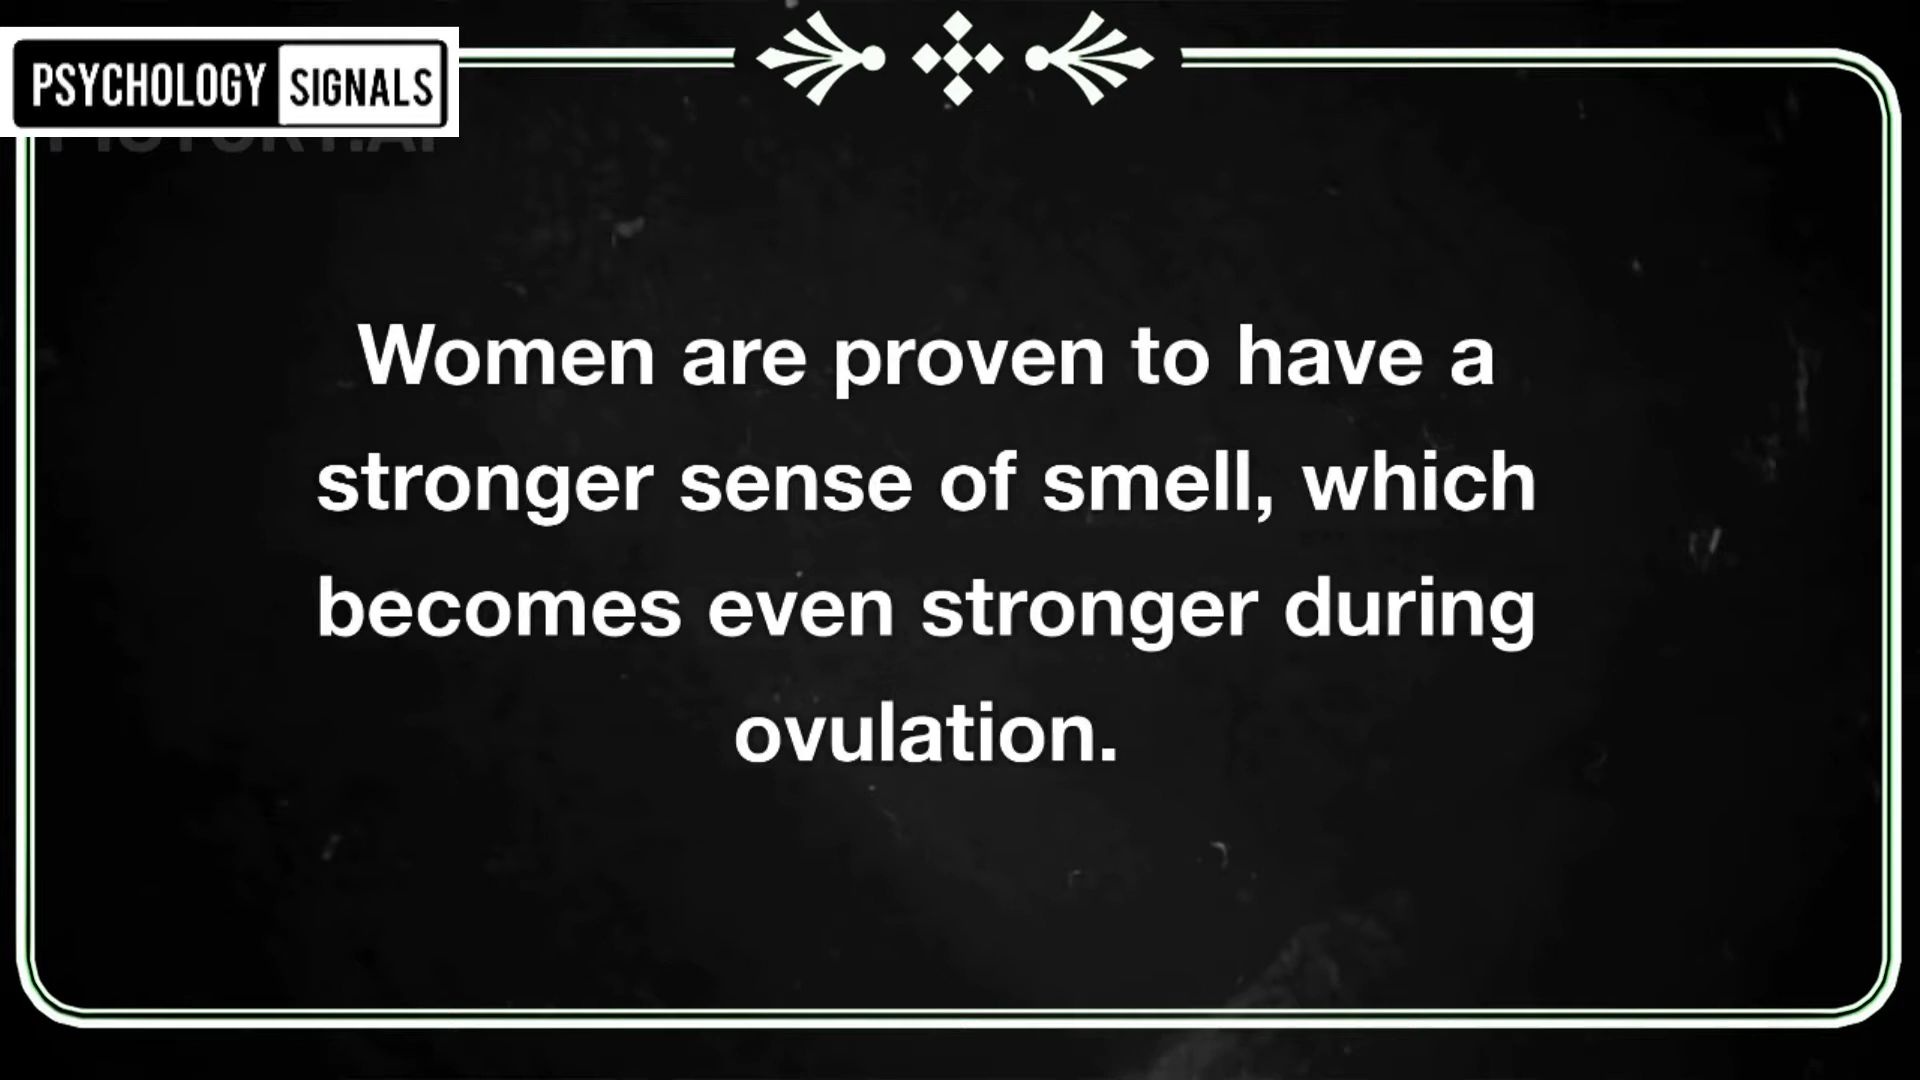 PSYCHOLOGY SIGNALS
Women are proven to have a
stronger sense of smell, which
becomes even stronger during
ovulation.